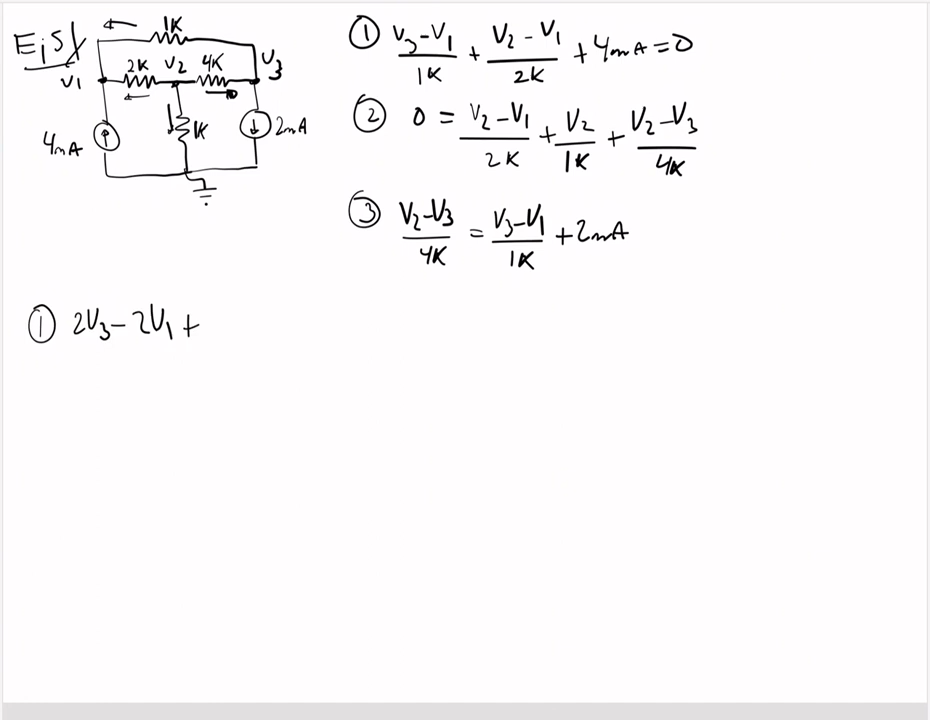 E;S/
1K
V1 2K V2 4K V3
4mA 1K 2mA
① (V3-V1)/1K + (V2-V1)/2K + 4mA = 0
② 0 = (V2-V1)/2K + V2/1K + (V2-V3)/4K
③ (V2-V3)/4K = (V3-V1)/1K + 2mA
① 2V3 - 2V1 +